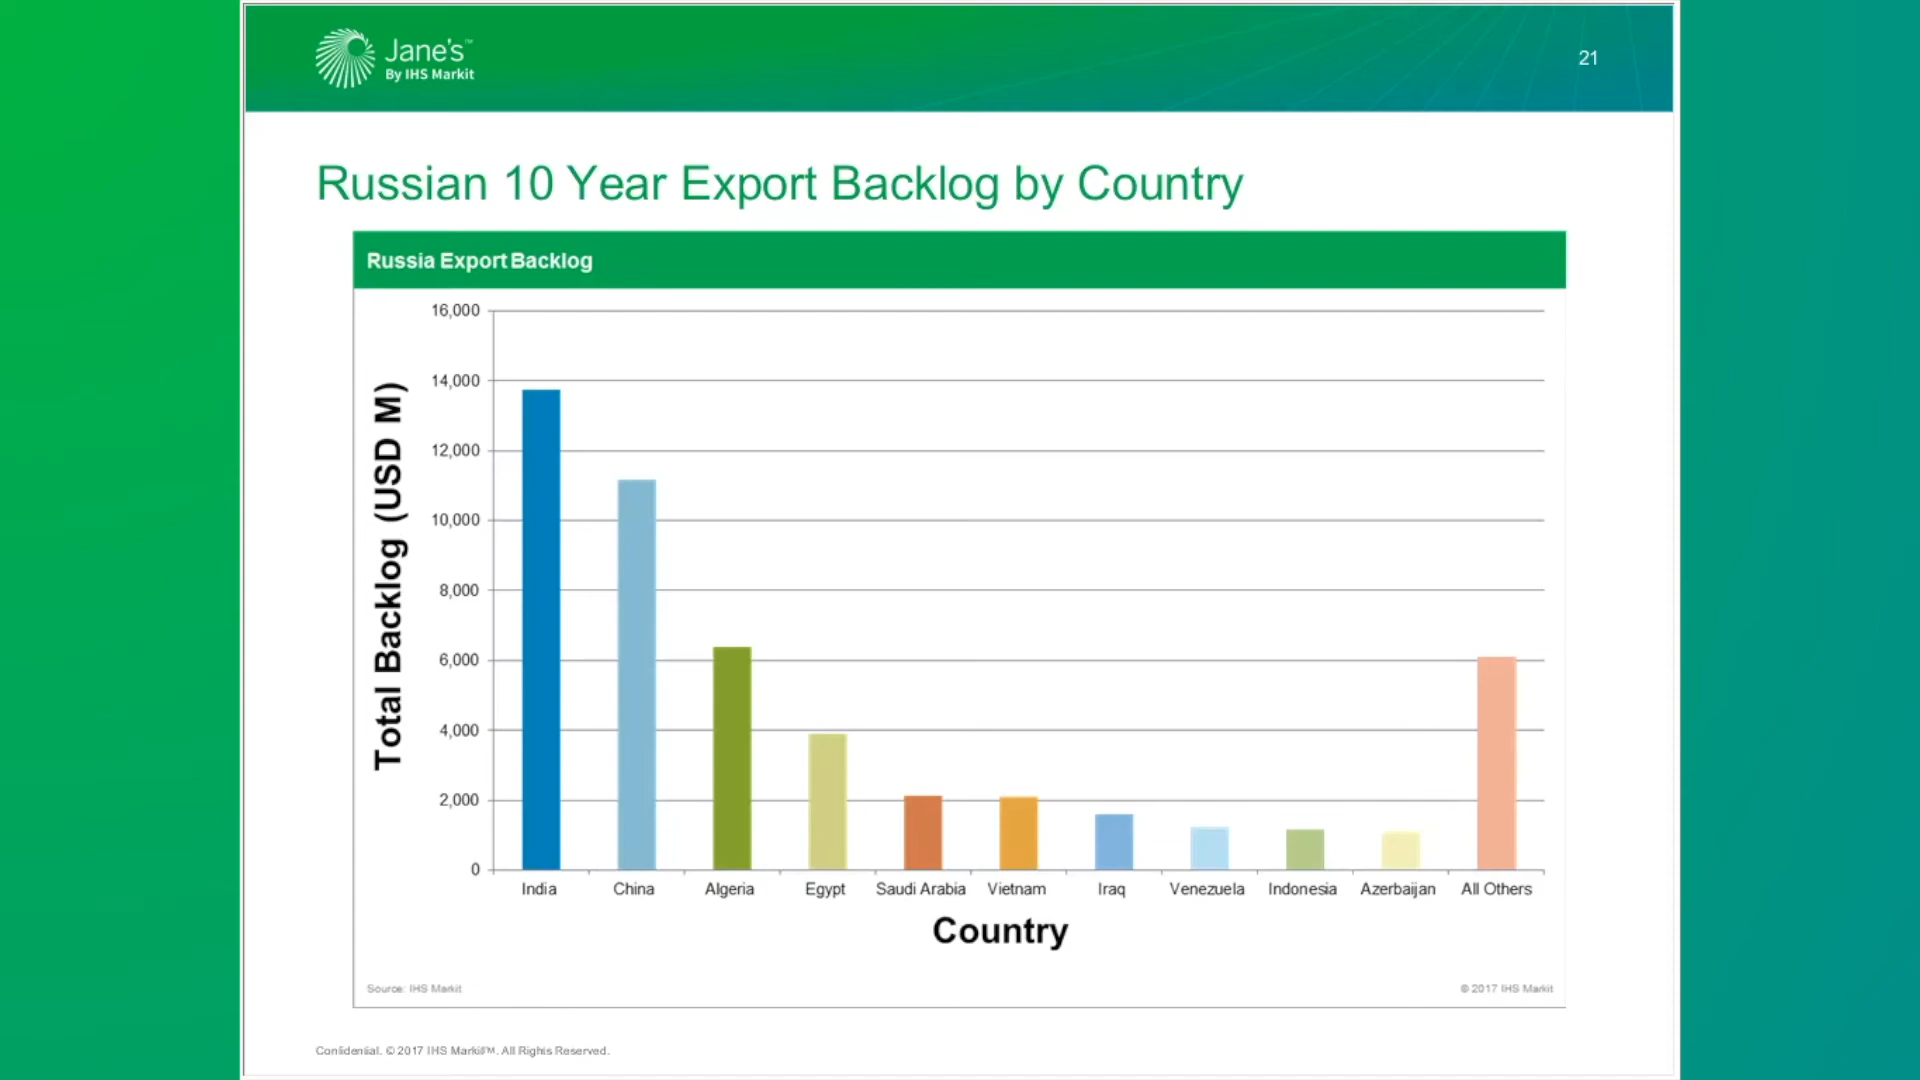 Jane's™
By IHS Markit
21
Russian 10 Year Export Backlog by Country
Russia Export Backlog
Total Backlog (USD M)
16,000
14,000
12,000
10,000
8,000
6,000
4,000
2,000
0
India China Algeria Egypt Saudi Arabia Vietnam Iraq Venezuela Indonesia Azerbaijan All Others
Country
Source: IHS Markit © 2017 IHS Markit
Confidential. © 2017 IHS Markit™. All Rights Reserved.